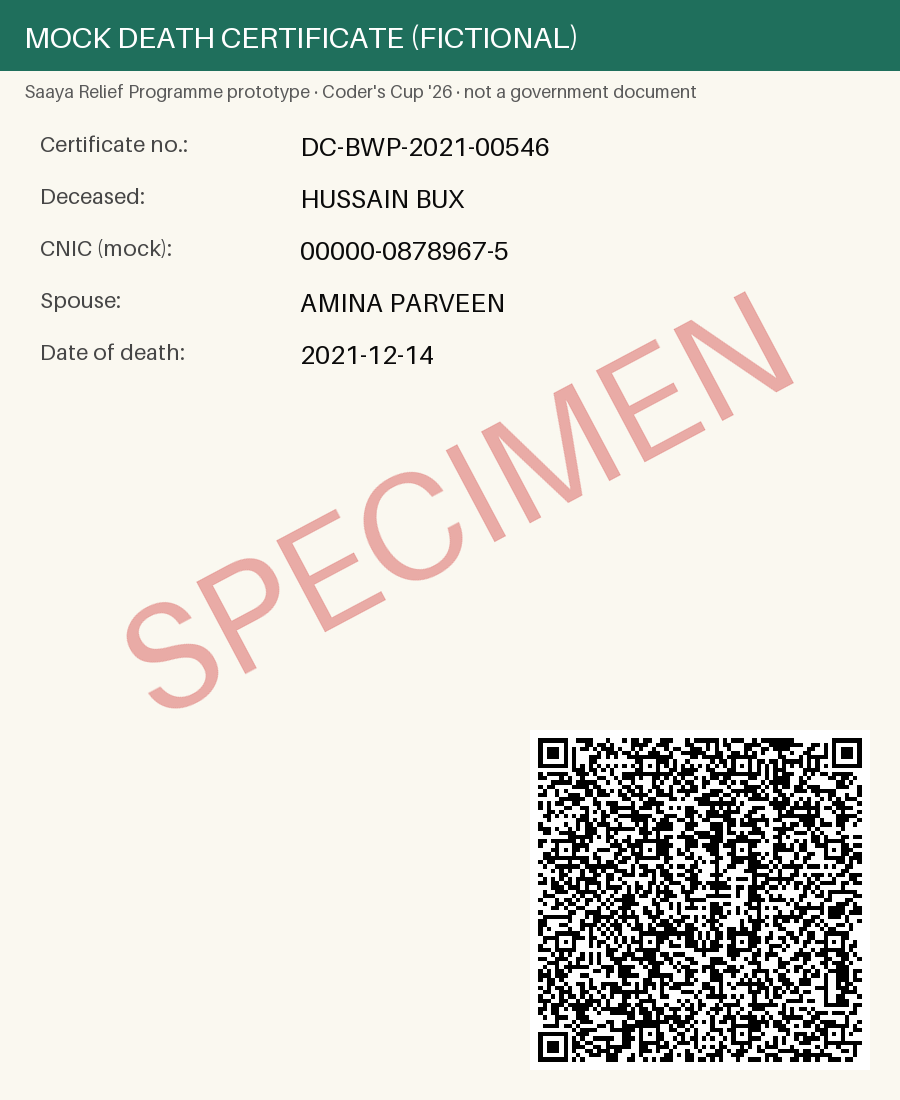 MOCK DEATH CERTIFICATE (FICTIONAL)
Saaya Relief Programme prototype · Coder's Cup '26 · not a government document
Certificate no.: DC-BWP-2021-00546
Deceased: HUSSAIN BUX
CNIC (mock): 00000-0878967-5
Spouse: AMINA PARVEEN
Date of death: 2021-12-14
SPECIMEN